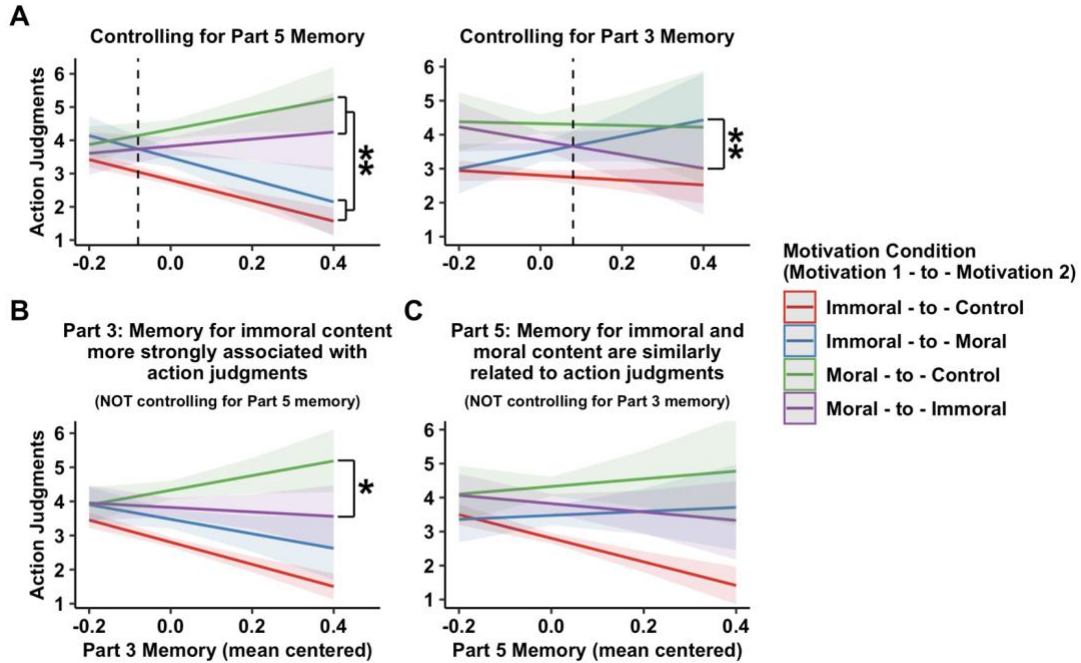 A
Controlling for Part 5 Memory
Controlling for Part 3 Memory
Action Judgments
6
5
4
3
2
1
-0.2
0.0
0.2
0.4
**
6
5
4
3
2
1
-0.2
0.0
0.2
0.4
**
Motivation Condition
(Motivation 1 - to - Motivation 2)
Immoral - to - Control
Immoral - to - Moral
Moral - to - Control
Moral - to - Immoral
B
Part 3: Memory for immoral content
more strongly associated with
action judgments
(NOT controlling for Part 5 memory)
Action Judgments
6
5
4
3
2
1
*
-0.2
0.0
0.2
0.4
Part 3 Memory (mean centered)
C
Part 5: Memory for immoral and
moral content are similarly
related to action judgments
(NOT controlling for Part 3 memory)
6
5
4
3
2
1
-0.2
0.0
0.2
0.4
Part 5 Memory (mean centered)